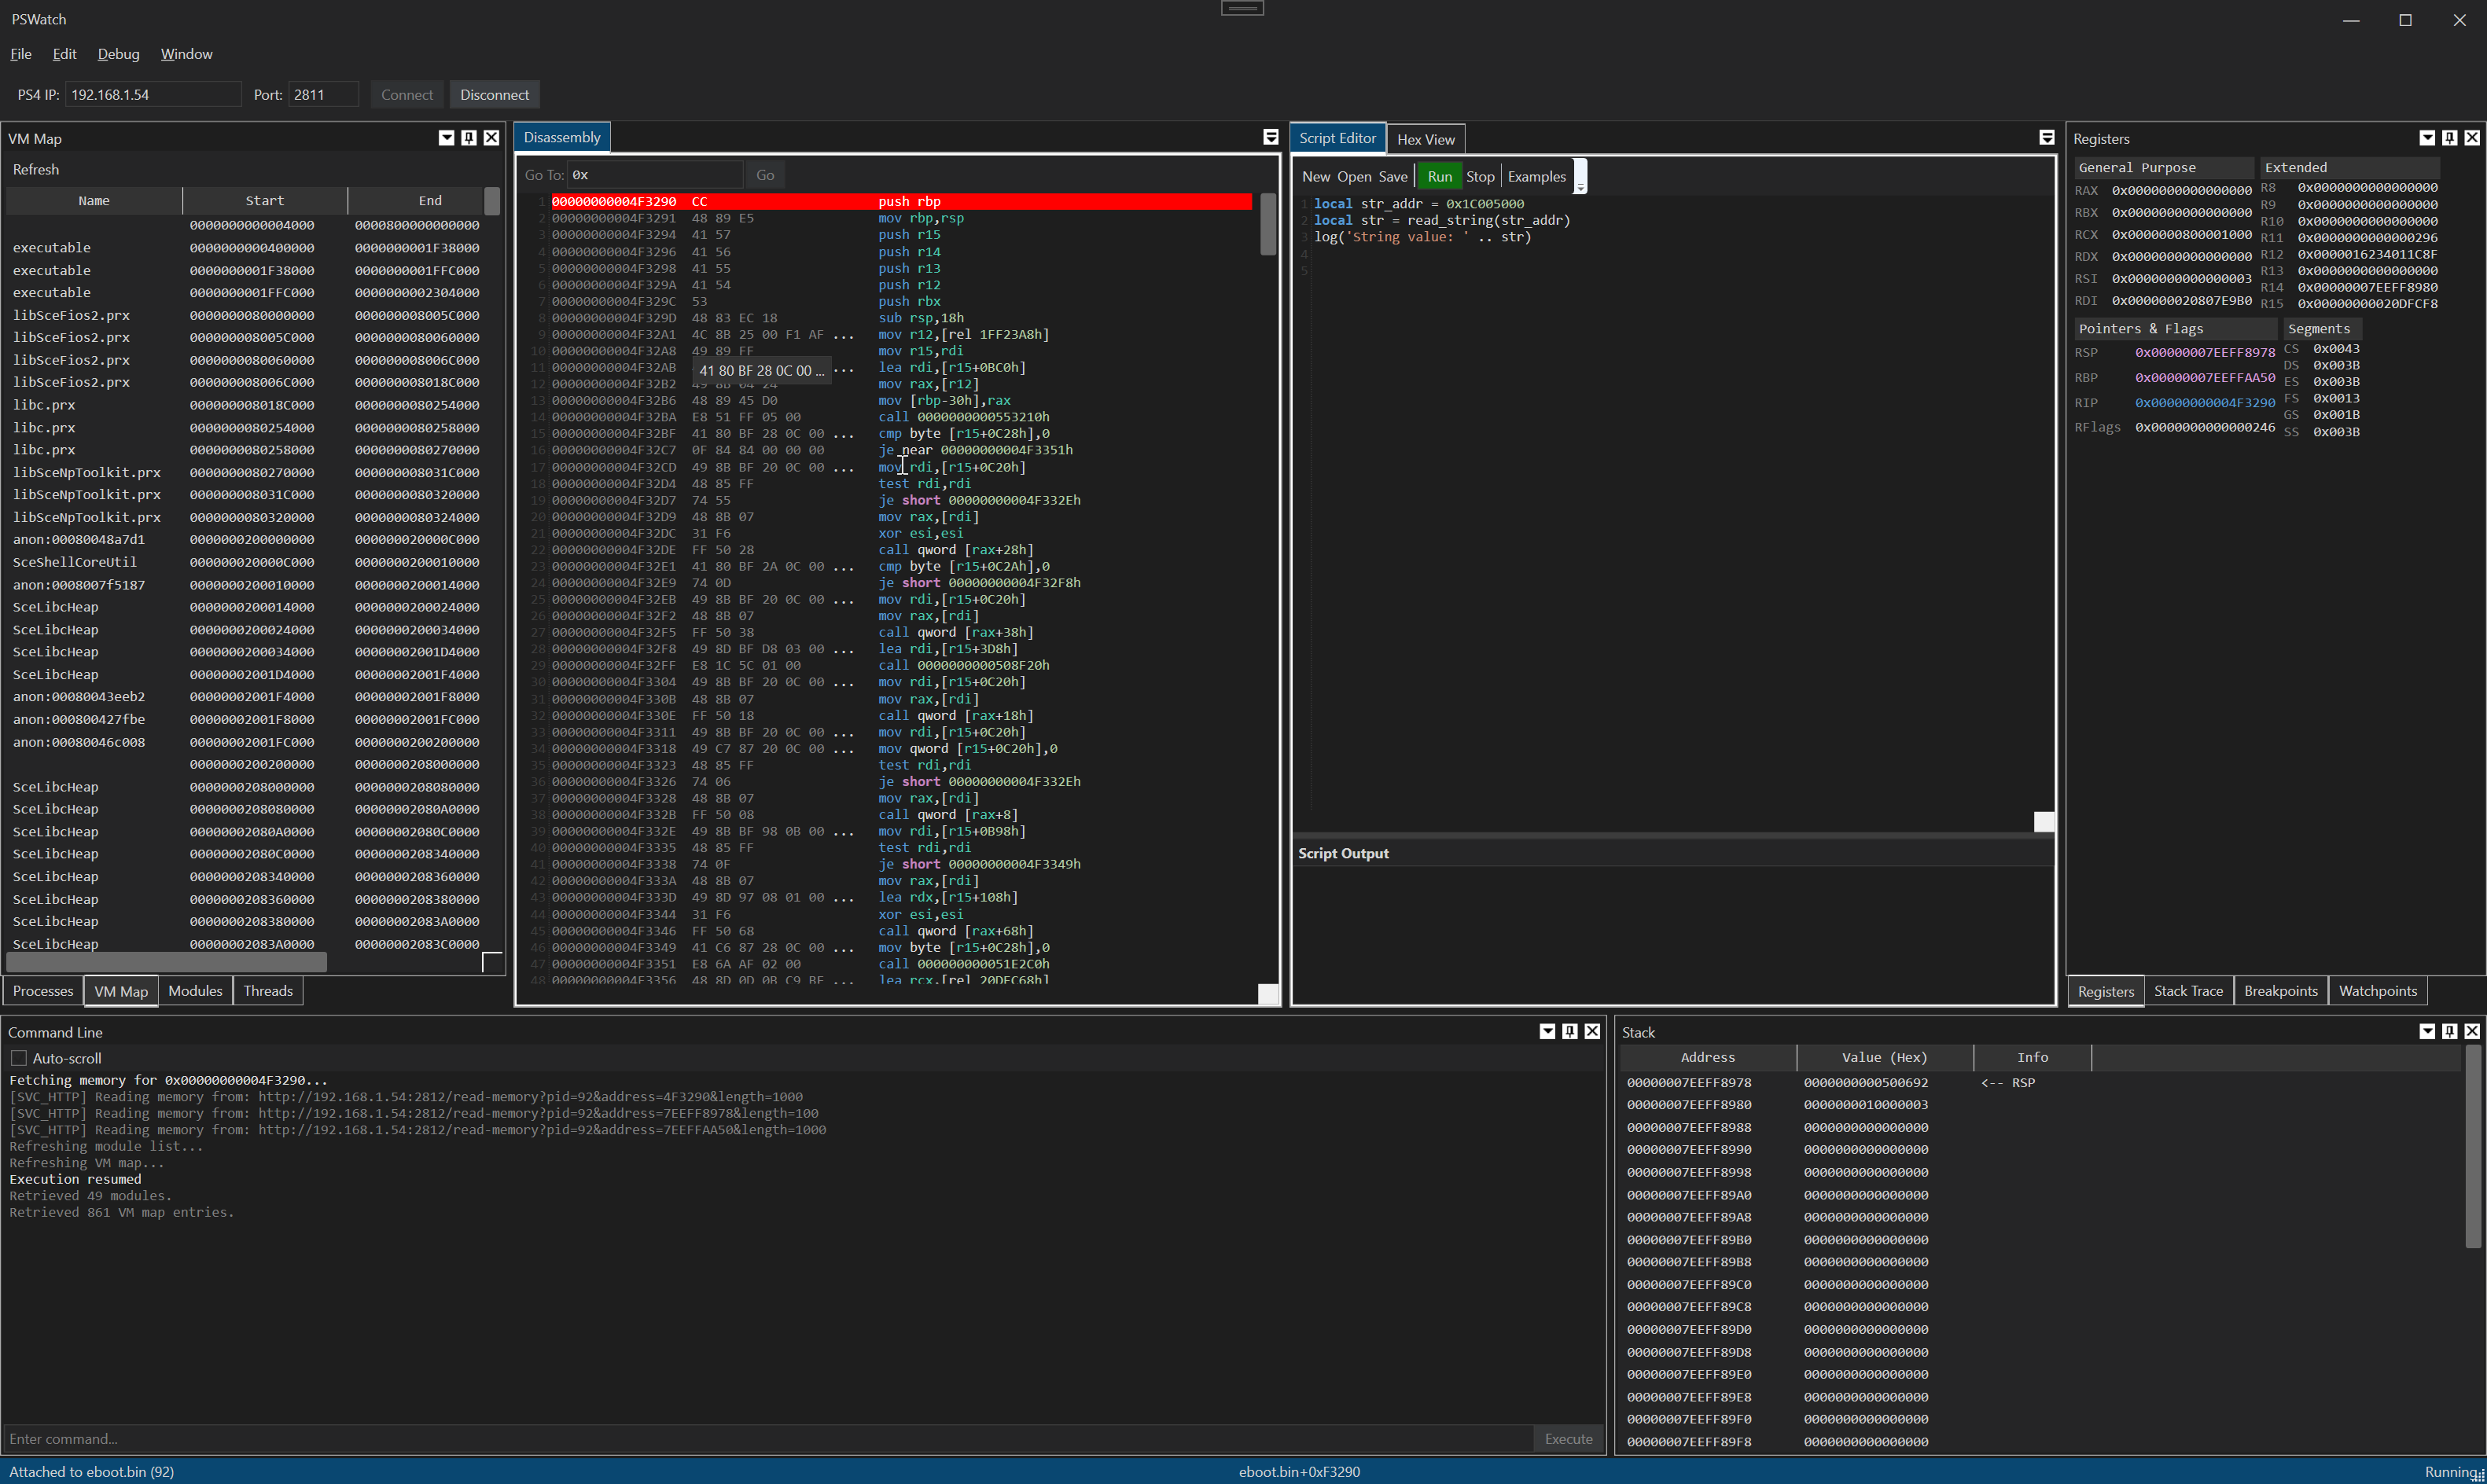 PSWatch
File Edit Debug Window
PS4 IP: 192.168.1.54 Port: 2811 Connect Disconnect
VM Map
Refresh
Name Start End
0000000000004000 0000800000000000
executable 0000000000400000 0000000001F38000
executable 0000000001F38000 0000000001FFC000
executable 0000000001FFC000 0000000002304000
libSceFios2.prx 0000000080000000 000000008005C000
libSceFios2.prx 000000008005C000 0000000080060000
libSceFios2.prx 0000000080060000 000000008006C000
libSceFios2.prx 000000008006C000 000000008018C000
libc.prx 000000008018C000 0000000080254000
libc.prx 0000000080254000 0000000080258000
libc.prx 0000000080258000 0000000080270000
libSceNpToolkit.prx 0000000080270000 000000008031C000
libSceNpToolkit.prx 000000008031C000 0000000080320000
libSceNpToolkit.prx 0000000080320000 0000000080324000
anon:00080048a7d1 0000000200000000 000000020000C000
SceShellCoreUtil 000000020000C000 0000000200010000
anon:0008007f5187 0000000200010000 0000000200014000
SceLibcHeap 0000000200014000 0000000200024000
SceLibcHeap 0000000200024000 0000000200034000
SceLibcHeap 0000000200034000 00000002001D4000
SceLibcHeap 00000002001D4000 00000002001F4000
anon:00080043eeb2 00000002001F4000 00000002001F8000
anon:000800427fbe 00000002001F8000 00000002001FC000
anon:00080046c008 00000002001FC000 0000000200200000
0000000200200000 0000000208000000
SceLibcHeap 0000000208000000 0000000208080000
SceLibcHeap 0000000208080000 00000002080A0000
SceLibcHeap 00000002080A0000 00000002080C0000
SceLibcHeap 00000002080C0000 0000000208340000
SceLibcHeap 0000000208340000 0000000208360000
SceLibcHeap 0000000208360000 0000000208380000
SceLibcHeap 0000000208380000 00000002083A0000
SceLibcHeap 00000002083A0000 00000002083C0000
Processes VM Map Modules Threads
Disassembly
Go To: 0x Go
1 00000000004F3290 CC push rbp
2 00000000004F3291 48 89 E5 mov rbp,rsp
3 00000000004F3294 41 57 push r15
4 00000000004F3296 41 56 push r14
5 00000000004F3298 41 55 push r13
6 00000000004F329A 41 54 push r12
7 00000000004F329C 53 push rbx
8 00000000004F329D 48 83 EC 18 sub rsp,18h
9 00000000004F32A1 4C 8B 25 00 F1 AF ... mov r12,[rel 1FF23A8h]
10 00000000004F32A8 49 89 FF mov r15,rdi
11 00000000004F32AB ... lea rdi,[r15+0BC0h]
41 80 BF 28 0C 00 ...
12 00000000004F32B2 49 8B 04 24 mov rax,[r12]
13 00000000004F32B6 48 89 45 D0 mov [rbp-30h],rax
14 00000000004F32BA E8 51 FF 05 00 call 0000000000553210h
15 00000000004F32BF 41 80 BF 28 0C 00 ... cmp byte [r15+0C28h],0
16 00000000004F32C7 0F 84 84 00 00 00 je near 00000000004F3351h
17 00000000004F32CD 49 8B BF 20 0C 00 ... mov rdi,[r15+0C20h]
18 00000000004F32D4 48 85 FF test rdi,rdi
19 00000000004F32D7 74 55 je short 00000000004F332Eh
20 00000000004F32D9 48 8B 07 mov rax,[rdi]
21 00000000004F32DC 31 F6 xor esi,esi
22 00000000004F32DE FF 50 28 call qword [rax+28h]
23 00000000004F32E1 41 80 BF 2A 0C 00 ... cmp byte [r15+0C2Ah],0
24 00000000004F32E9 74 0D je short 00000000004F32F8h
25 00000000004F32EB 49 8B BF 20 0C 00 ... mov rdi,[r15+0C20h]
26 00000000004F32F2 48 8B 07 mov rax,[rdi]
27 00000000004F32F5 FF 50 38 call qword [rax+38h]
28 00000000004F32F8 49 8D BF D8 03 00 ... lea rdi,[r15+3D8h]
29 00000000004F32FF E8 1C 5C 01 00 call 0000000000508F20h
30 00000000004F3304 49 8B BF 20 0C 00 ... mov rdi,[r15+0C20h]
31 00000000004F330B 48 8B 07 mov rax,[rdi]
32 00000000004F330E FF 50 18 call qword [rax+18h]
33 00000000004F3311 49 8B BF 20 0C 00 ... mov rdi,[r15+0C20h]
34 00000000004F3318 49 C7 87 20 0C 00 ... mov qword [r15+0C20h],0
35 00000000004F3323 48 85 FF test rdi,rdi
36 00000000004F3326 74 06 je short 00000000004F332Eh
37 00000000004F3328 48 8B 07 mov rax,[rdi]
38 00000000004F332B FF 50 08 call qword [rax+8]
39 00000000004F332E 49 8B BF 98 0B 00 ... mov rdi,[r15+0B98h]
40 00000000004F3335 48 85 FF test rdi,rdi
41 00000000004F3338 74 0F je short 00000000004F3349h
42 00000000004F333A 48 8B 07 mov rax,[rdi]
43 00000000004F333D 49 8D 97 08 01 00 ... lea rdx,[r15+108h]
44 00000000004F3344 31 F6 xor esi,esi
45 00000000004F3346 FF 50 68 call qword [rax+68h]
46 00000000004F3349 41 C6 87 28 0C 00 ... mov byte [r15+0C28h],0
47 00000000004F3351 E8 6A AF 02 00 call 000000000051E2C0h
48 00000000004F3356 48 8D 0D 0B C9 BE ... lea rcx,[rel 20DFC68h]
Script Editor Hex View
New Open Save Run Stop Examples
1 local str_addr = 0x1C005000
2 local str = read_string(str_addr)
3 log('String value: ' .. str)
4
5
Script Output
Registers
General Purpose Extended
RAX 0x0000000000000000 R8 0x0000000000000000
RBX 0x0000000000000000 R9 0x0000000000000000
RCX 0x0000000800001000 R10 0x0000000000000000
RDX 0x0000000000000000 R11 0x0000000000000296
RSI 0x0000000000000003 R12 0x0000016234011C8F
RDI 0x000000020807E9B0 R13 0x0000000000000000
R14 0x00000007EEFF8980
R15 0x00000000020DFCF8
Pointers & Flags Segments
RSP 0x00000007EEFF8978 CS 0x0043
RBP 0x00000007EEFFAA50 DS 0x003B
RIP 0x00000000004F3290 ES 0x003B
RFlags 0x0000000000000246 FS 0x0013
GS 0x001B
SS 0x003B
Registers Stack Trace Breakpoints Watchpoints
Command Line
Auto-scroll
Fetching memory for 0x00000000004F3290...
[SVC_HTTP] Reading memory from: http://192.168.1.54:2812/read-memory?pid=92&address=4F3290&length=1000
[SVC_HTTP] Reading memory from: http://192.168.1.54:2812/read-memory?pid=92&address=7EEFF8978&length=100
[SVC_HTTP] Reading memory from: http://192.168.1.54:2812/read-memory?pid=92&address=7EEFFAA50&length=1000
Refreshing module list...
Refreshing VM map...
Execution resumed
Retrieved 49 modules.
Retrieved 861 VM map entries.
Enter command... Execute
Stack
Address Value (Hex) Info
00000007EEFF8978 0000000000500692 <-- RSP
00000007EEFF8980 0000000010000003
00000007EEFF8988 0000000000000000
00000007EEFF8990 0000000000000000
00000007EEFF8998 0000000000000000
00000007EEFF89A0 0000000000000000
00000007EEFF89A8 0000000000000000
00000007EEFF89B0 0000000000000000
00000007EEFF89B8 0000000000000000
00000007EEFF89C0 0000000000000000
00000007EEFF89C8 0000000000000000
00000007EEFF89D0 0000000000000000
00000007EEFF89D8 0000000000000000
00000007EEFF89E0 0000000000000000
00000007EEFF89E8 0000000000000000
00000007EEFF89F0 0000000000000000
00000007EEFF89F8 0000000000000000
Attached to eboot.bin (92) eboot.bin+0xF3290 Running